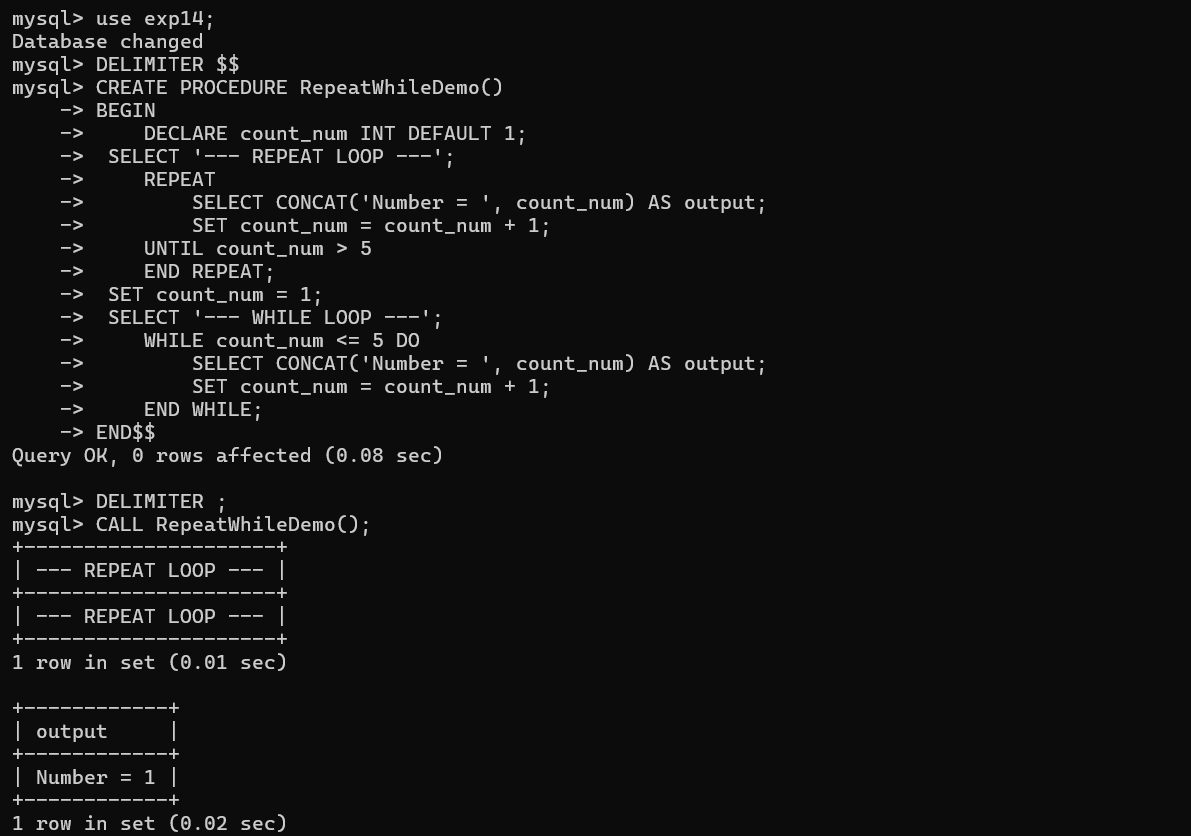 mysql> use exp14;
Database changed
mysql> DELIMITER $$
mysql> CREATE PROCEDURE RepeatWhileDemo()
    -> BEGIN
    ->     DECLARE count_num INT DEFAULT 1;
    ->  SELECT '--- REPEAT LOOP ---';
    ->     REPEAT
    ->         SELECT CONCAT('Number = ', count_num) AS output;
    ->         SET count_num = count_num + 1;
    ->     UNTIL count_num > 5
    ->     END REPEAT;
    ->  SET count_num = 1;
    ->  SELECT '--- WHILE LOOP ---';
    ->     WHILE count_num <= 5 DO
    ->         SELECT CONCAT('Number = ', count_num) AS output;
    ->         SET count_num = count_num + 1;
    ->     END WHILE;
    -> END$$
Query OK, 0 rows affected (0.08 sec)

mysql> DELIMITER ;
mysql> CALL RepeatWhileDemo();
+---------------------+
| --- REPEAT LOOP --- |
+---------------------+
| --- REPEAT LOOP --- |
+---------------------+
1 row in set (0.01 sec)

+------------+
| output     |
+------------+
| Number = 1 |
+------------+
1 row in set (0.02 sec)